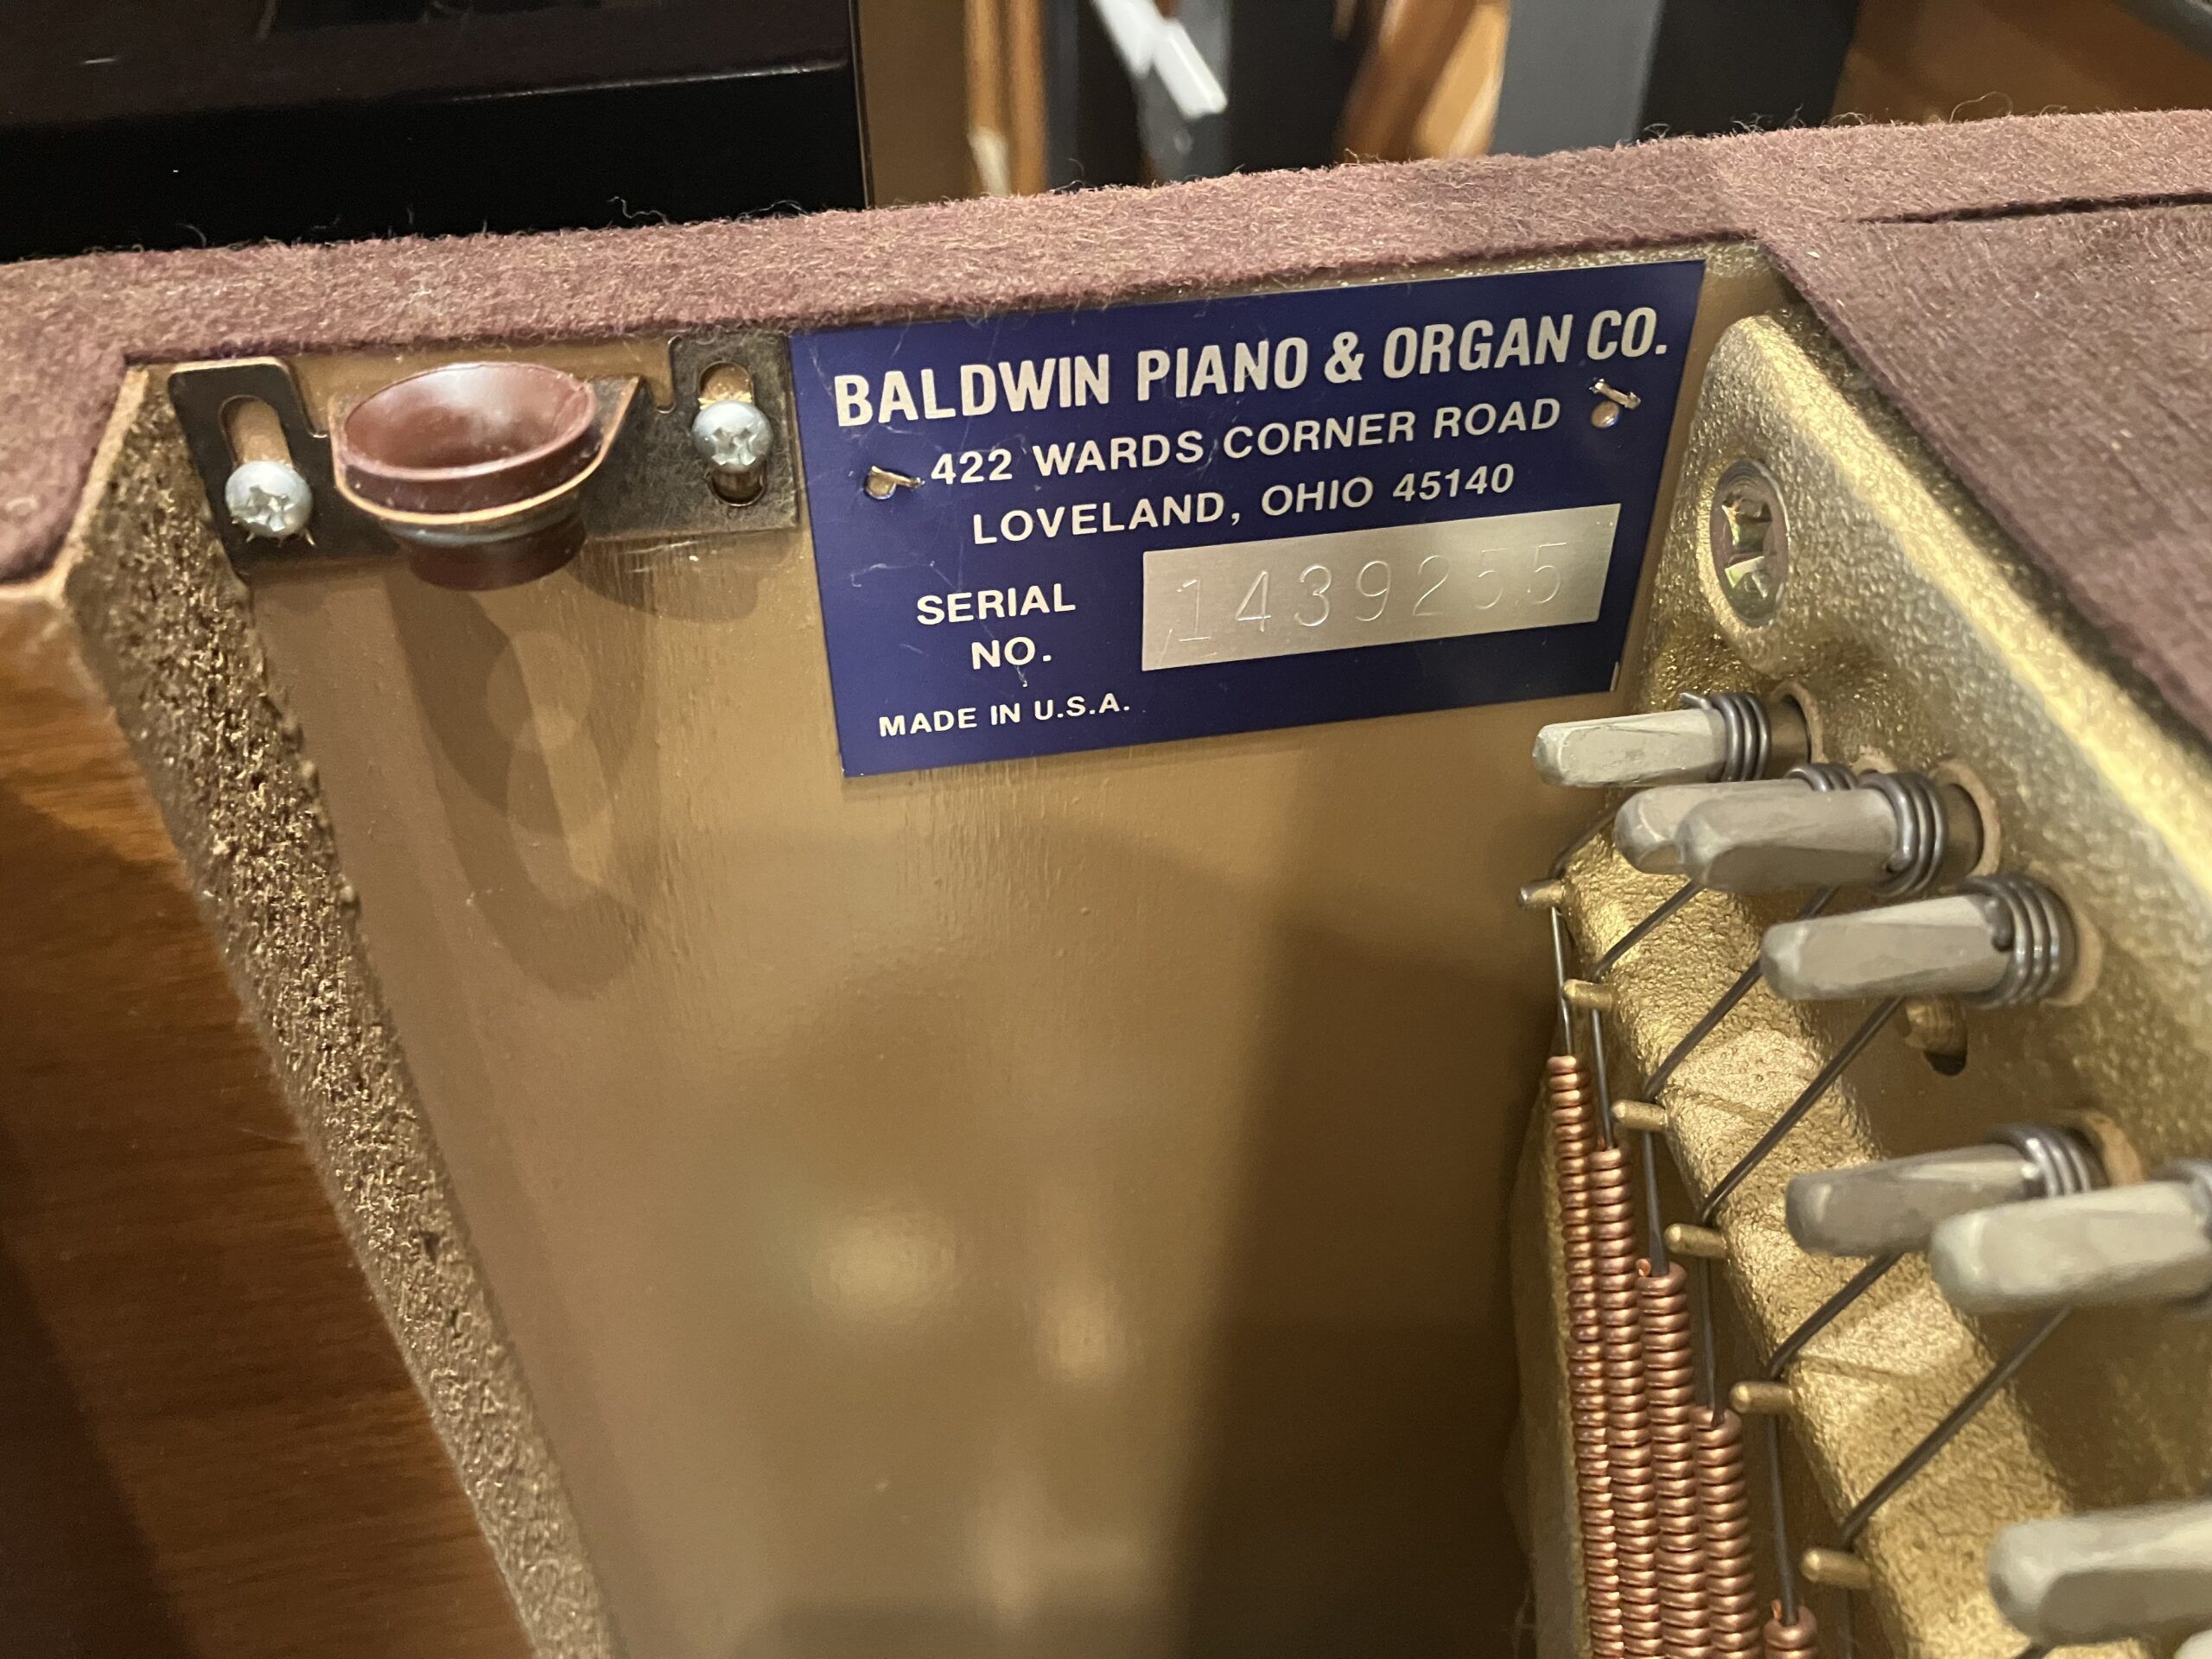 BALDWIN PIANO & ORGAN CO.
422 WARDS CORNER ROAD
LOVELAND, OHIO 45140
SERIAL
NO.
1439255
MADE IN U.S.A.